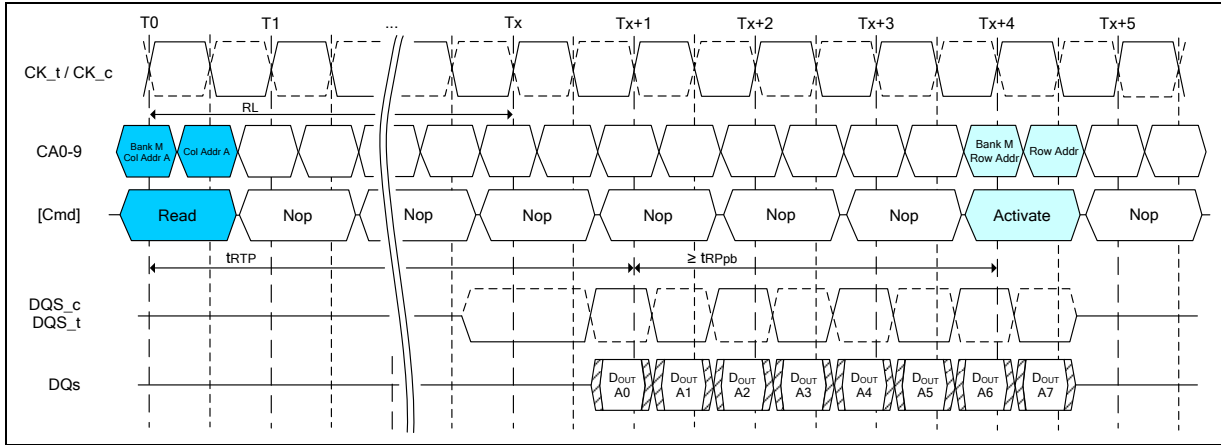 T0 T1 ... Tx Tx+1 Tx+2 Tx+3 Tx+4 Tx+5
CK_t / CK_c
RL
CA0-9
Bank M
Col Addr A
Col Addr A
Bank M
Row Addr
Row Addr
[Cmd] Read Nop Nop Nop Nop Nop Nop Activate Nop
tRTP ≥ tRPpb
DQS_c
DQS_t
DQs
DOUT
A0
DOUT
A1
DOUT
A2
DOUT
A3
DOUT
A4
DOUT
A5
DOUT
A6
DOUT
A7